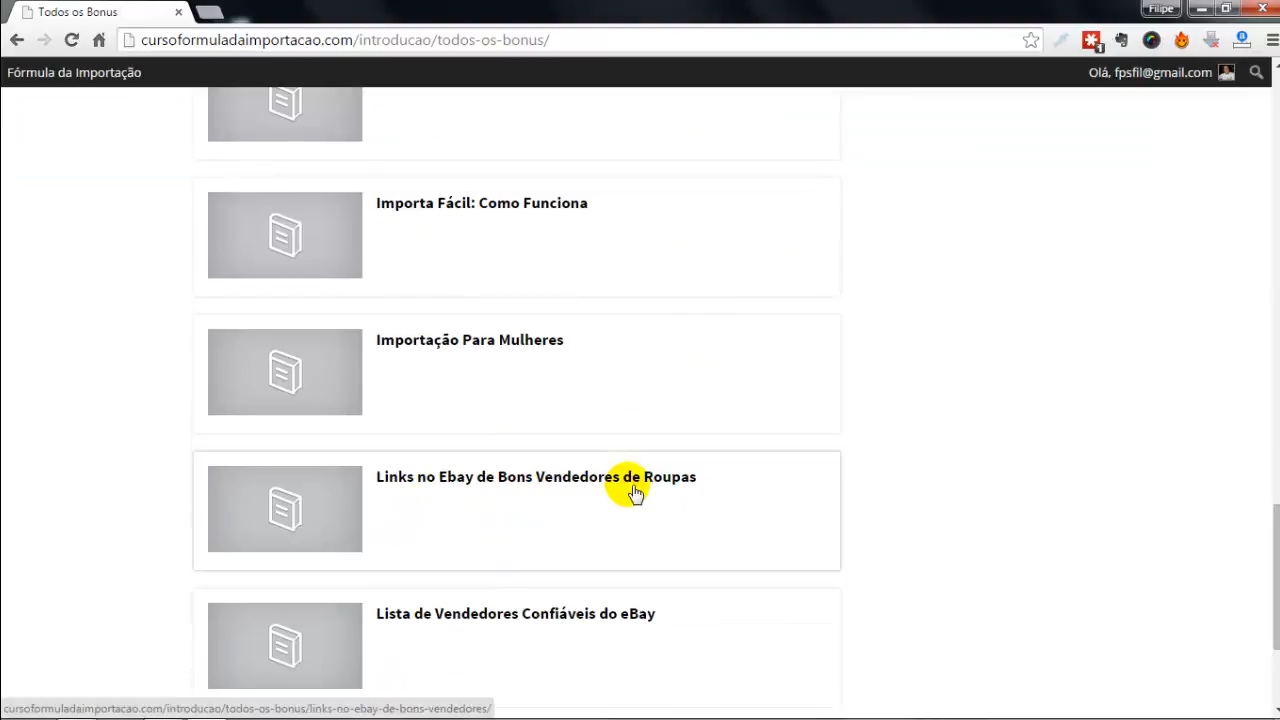 Todos os Bonus
Filipe
cursoformuladaimportacao.com/introducao/todos-os-bonus/
Fórmula da Importação
Olá, fpsfil@gmail.com
Importa Fácil: Como Funciona
Importação Para Mulheres
Links no Ebay de Bons Vendedores de Roupas
Lista de Vendedores Confiáveis do eBay
cursoformuladaimportacao.com/introducao/todos-os-bonus/links-no-ebay-de-bons-vendedores/